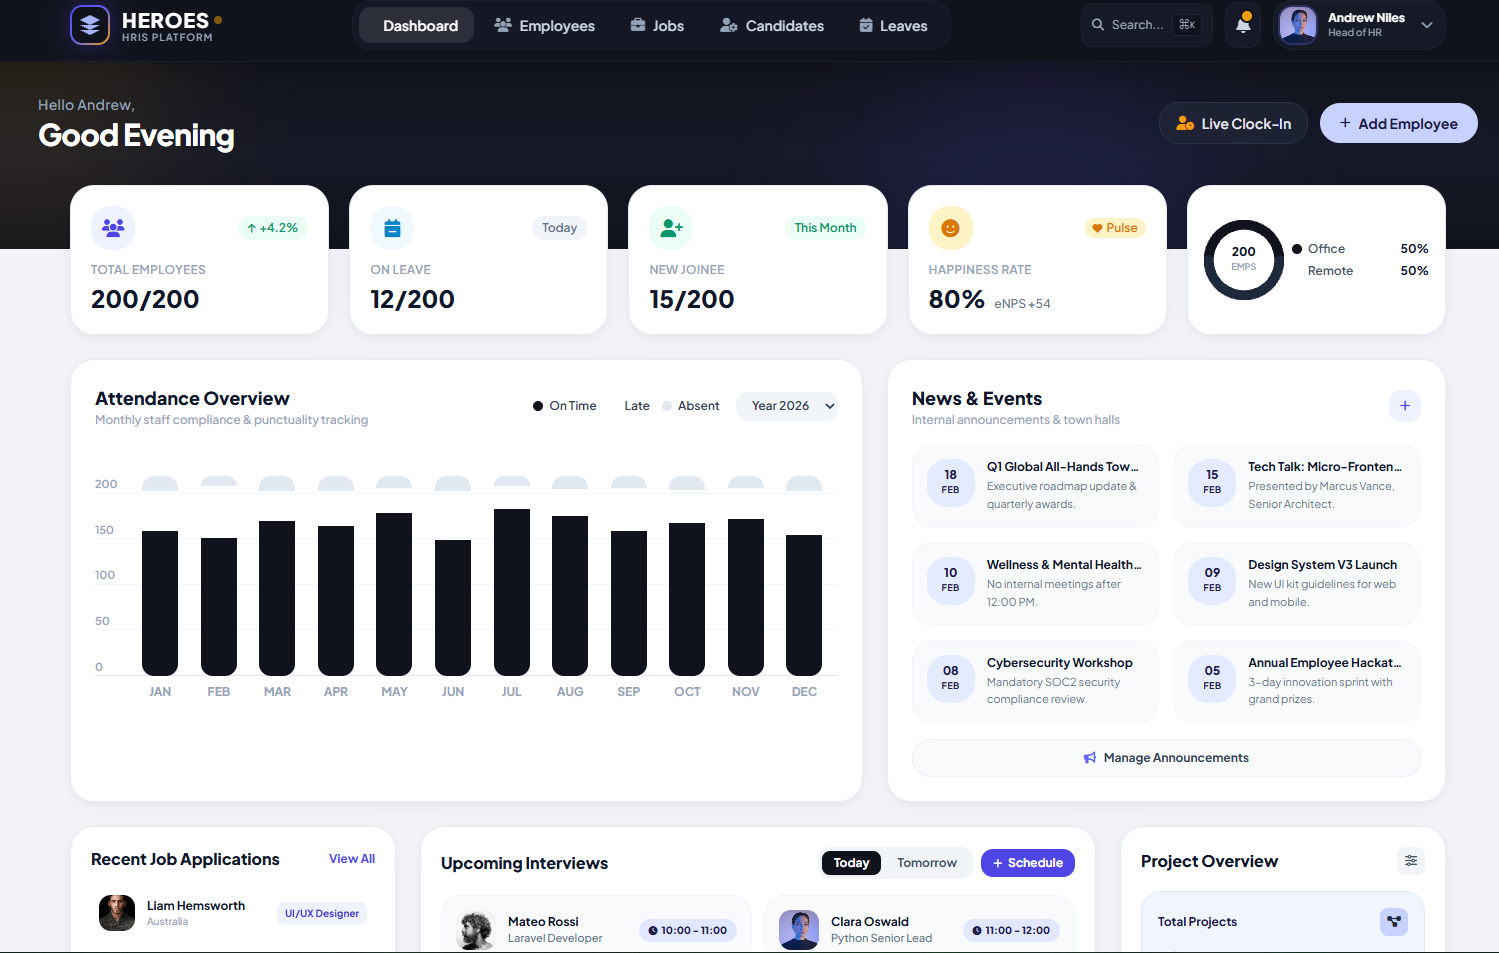 HEROES
HRIS PLATFORM
Dashboard
Employees
Jobs
Candidates
Leaves
Search...
⌘K
Andrew Niles
Head of HR
Hello Andrew,
Good Evening
Live Clock-In
+ Add Employee
↑ +4.2%
TOTAL EMPLOYEES
200/200
Today
ON LEAVE
12/200
This Month
NEW JOINEE
15/200
Pulse
HAPPINESS RATE
80% eNPS +54
200
EMPS
Office 50%
Remote 50%
Attendance Overview
Monthly staff compliance & punctuality tracking
On Time
Late
Absent
Year 2026
200
150
100
50
0
JAN FEB MAR APR MAY JUN JUL AUG SEP OCT NOV DEC
News & Events
Internal announcements & town halls
+
18
FEB
Q1 Global All-Hands Tow...
Executive roadmap update &
quarterly awards.
15
FEB
Tech Talk: Micro-Fronten...
Presented by Marcus Vance,
Senior Architect.
10
FEB
Wellness & Mental Health...
No internal meetings after
12:00 PM.
09
FEB
Design System V3 Launch
New UI kit guidelines for web
and mobile.
08
FEB
Cybersecurity Workshop
Mandatory SOC2 security
compliance review.
05
FEB
Annual Employee Hackat...
3-day innovation sprint with
grand prizes.
Manage Announcements
Recent Job Applications
View All
Liam Hemsworth
Australia
UI/UX Designer
Upcoming Interviews
Today
Tomorrow
+ Schedule
Mateo Rossi
Laravel Developer
10:00 - 11:00
Clara Oswald
Python Senior Lead
11:00 - 12:00
Project Overview
Total Projects